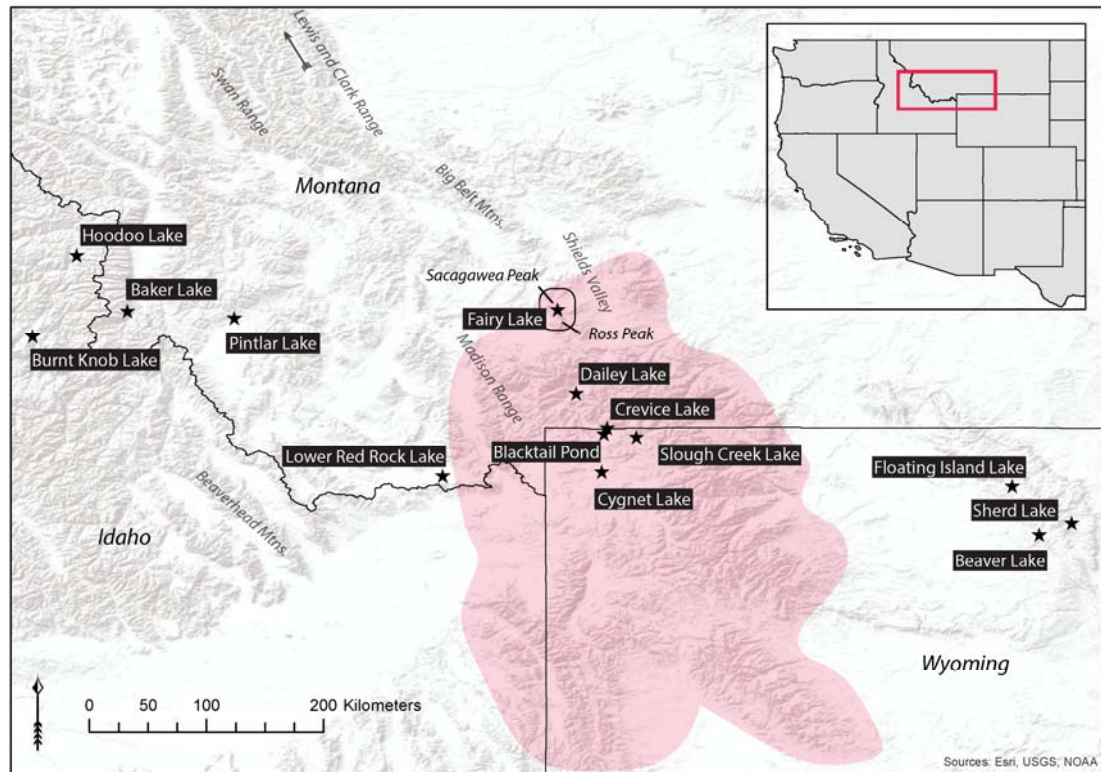 Lewis and Clark Range
Swan Range
Montana
Big Belt Mtns.
Hoodoo Lake
Shields Valley
Sacagawea Peak
Baker Lake
Fairy Lake
Pintlar Lake
Ross Peak
Burnt Knob Lake
Madison Range
Dailey Lake
Crevice Lake
Lower Red Rock Lake
Blacktail Pond
Slough Creek Lake
Floating Island Lake
Cygnet Lake
Beaverhead Mtns.
Sherd Lake
Idaho
Beaver Lake
Wyoming
0 50 100 200 Kilometers
Sources: Esri, USGS, NOAA